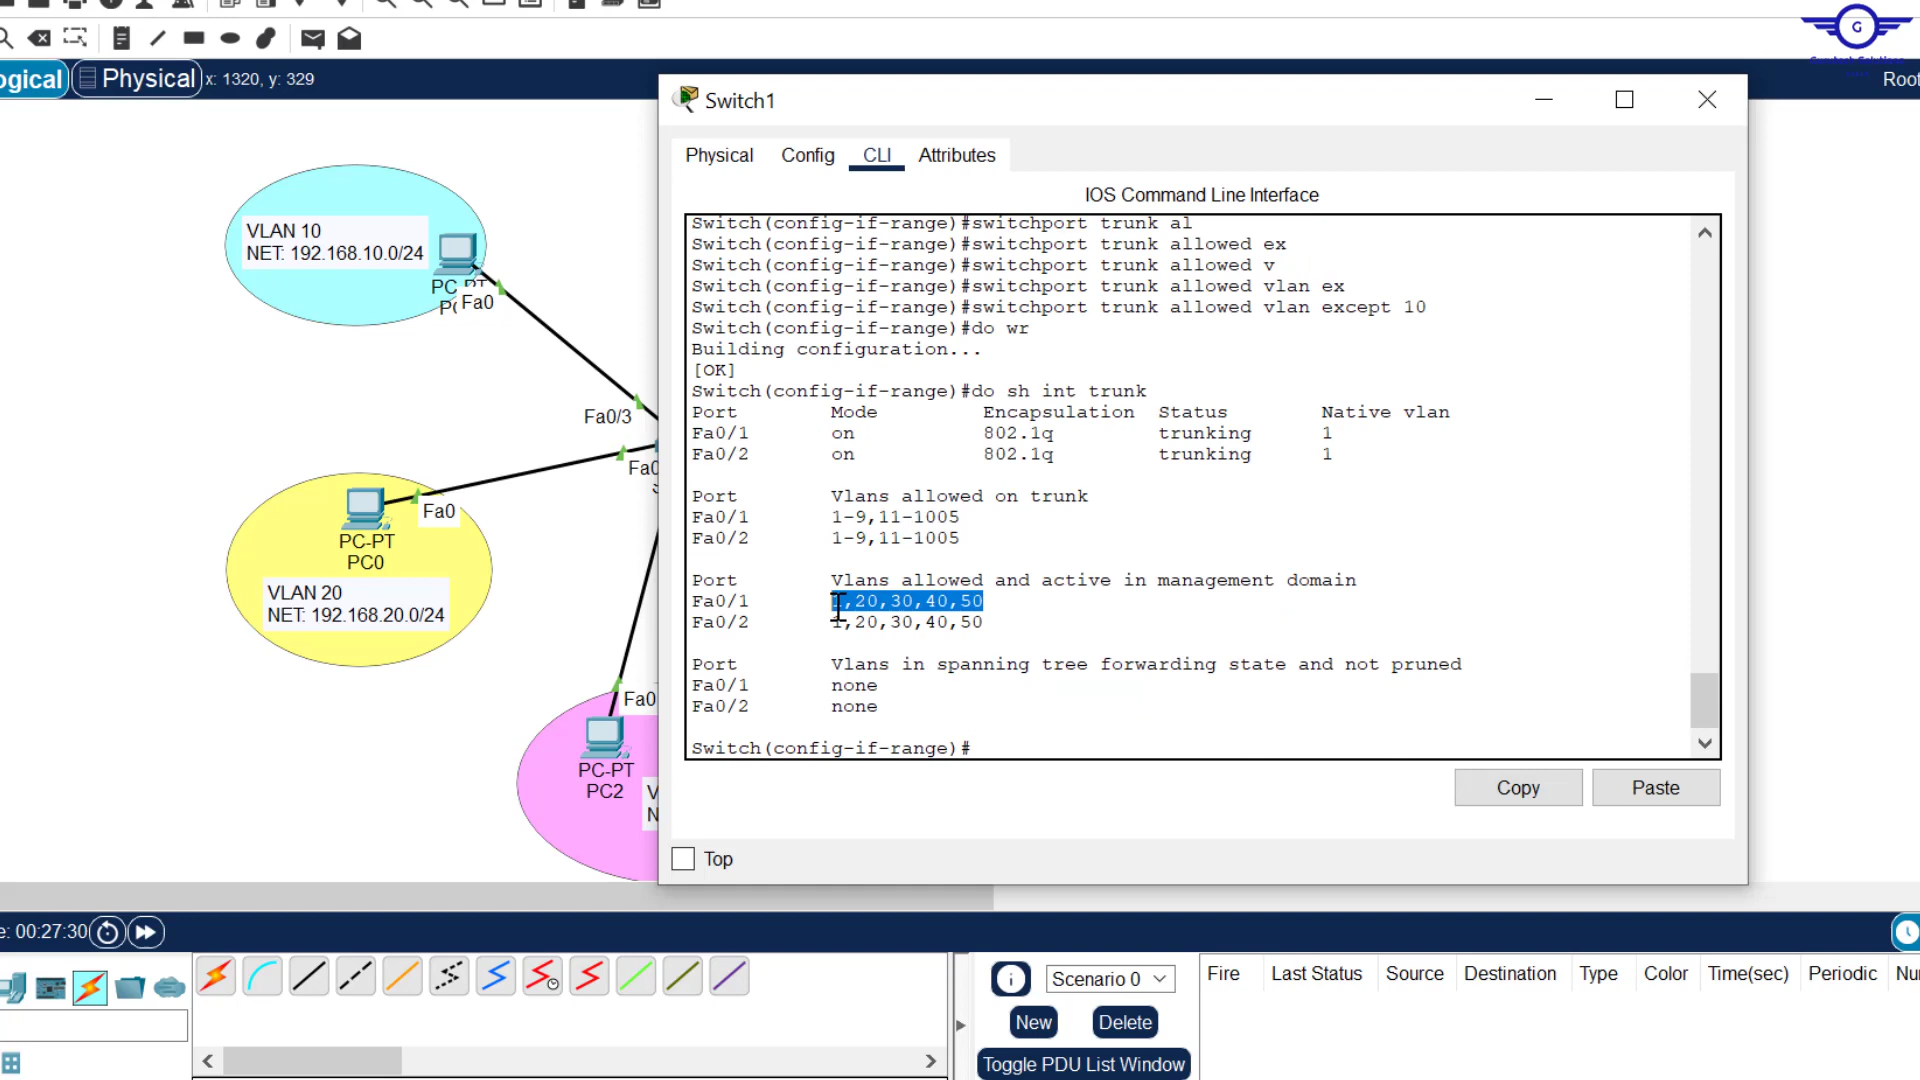 ogical
Physical
x: 1320, y: 329
G
Root
VLAN 10
NET: 192.168.10.0/24
Fa0
Fa0/3
Fa0
PC-PT
PC0
VLAN 20
NET: 192.168.20.0/24
Fa0
PC-PT
PC2
Switch1
Physical
Config
CLI
Attributes
IOS Command Line Interface
Switch(config-if-range)#switchport trunk al
Switch(config-if-range)#switchport trunk allowed ex
Switch(config-if-range)#switchport trunk allowed v
Switch(config-if-range)#switchport trunk allowed vlan ex
Switch(config-if-range)#switchport trunk allowed vlan except 10
Switch(config-if-range)#do wr
Building configuration...
[OK]
Switch(config-if-range)#do sh int trunk
Port Mode Encapsulation Status Native vlan
Fa0/1 on 802.1q trunking 1
Fa0/2 on 802.1q trunking 1
Port Vlans allowed on trunk
Fa0/1 1-9,11-1005
Fa0/2 1-9,11-1005
Port Vlans allowed and active in management domain
Fa0/1 1,20,30,40,50
Fa0/2 1,20,30,40,50
Port Vlans in spanning tree forwarding state and not pruned
Fa0/1 none
Fa0/2 none
Switch(config-if-range)#
Copy
Paste
Top
e: 00:27:30
Scenario 0
New
Delete
Toggle PDU List Window
Fire Last Status Source Destination Type Color Time(sec) Periodic